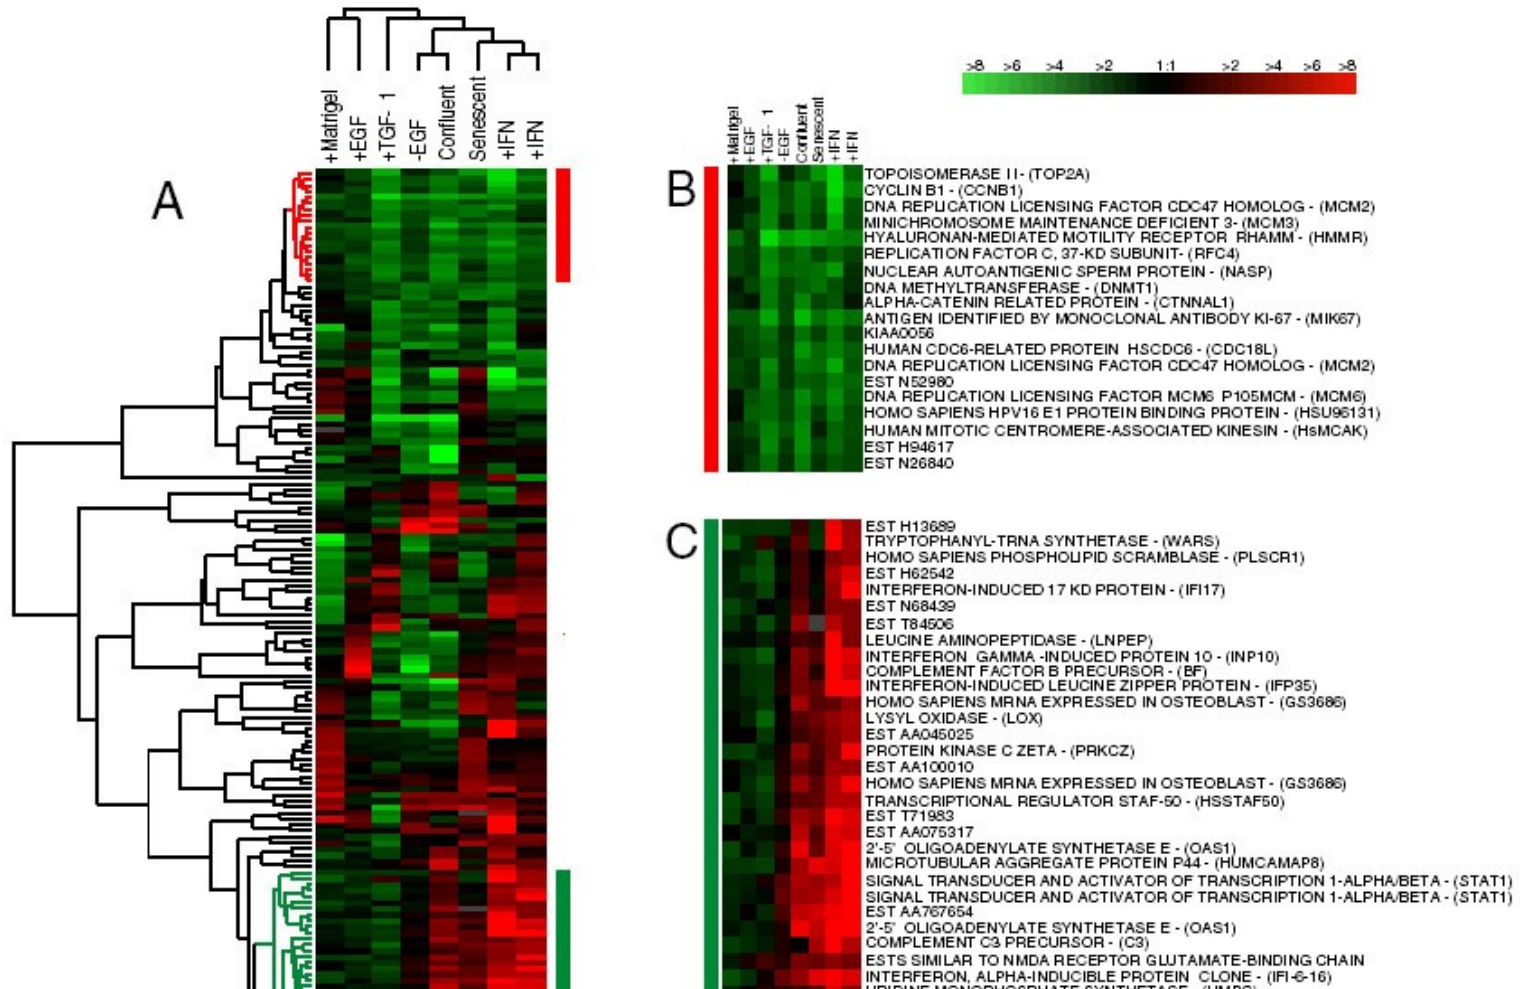 A
+Matrigel
+EGF
+TGF- 1
-EGF
Confluent
Senescent
+IFN
+IFN
>8 >6 >4 >2 1:1 >2 >4 >6 >8
B
+Matrigel
+EGF
+TGF- 1
-EGF
Confluent
Senescent
+IFN
+IFN
TOPOISOMERASE II- (TOP2A)
CYCLIN B1 - (CCNB1)
DNA REPLICATION LICENSING FACTOR CDC47 HOMOLOG - (MCM2)
MINICHROMOSOME MAINTENANCE DEFICIENT 3- (MCM3)
HYALURONAN-MEDIATED MOTILITY RECEPTOR RHAMM - (HMMR)
REPLICATION FACTOR C, 37-KD SUBUNIT- (RFC4)
NUCLEAR AUTOANTIGENIC SPERM PROTEIN - (NASP)
DNA METHYLTRANSFERASE - (DNMT1)
ALPHA-CATENIN RELATED PROTEIN - (CTNNAL1)
ANTIGEN IDENTIFIED BY MONOCLONAL ANTIBODY KI-67 - (MIK67)
KIAA0056
HUMAN CDC6-RELATED PROTEIN HSCDC6 - (CDC18L)
DNA REPLICATION LICENSING FACTOR CDC47 HOMOLOG - (MCM2)
EST N52980
DNA REPLICATION LICENSING FACTOR MCM6 P105MCM - (MCM6)
HOMO SAPIENS HPV16 E1 PROTEIN BINDING PROTEIN - (HSU96131)
HUMAN MITOTIC CENTROMERE-ASSOCIATED KINESIN - (HsMCAK)
EST H94617
EST N26840
C
EST H13689
TRYPTOPHANYL-TRNA SYNTHETASE - (WARS)
HOMO SAPIENS PHOSPHOLIPID SCRAMBLASE - (PLSCR1)
EST H62542
INTERFERON-INDUCED 17 KD PROTEIN - (IFI17)
EST N68439
EST T84506
LEUCINE AMINOPEPTIDASE - (LNPEP)
INTERFERON GAMMA -INDUCED PROTEIN 10 - (INP10)
COMPLEMENT FACTOR B PRECURSOR - (BF)
INTERFERON-INDUCED LEUCINE ZIPPER PROTEIN - (IFP35)
HOMO SAPIENS MRNA EXPRESSED IN OSTEOBLAST - (GS3686)
LYSYL OXIDASE - (LOX)
EST AA045025
PROTEIN KINASE C ZETA - (PRKCZ)
EST AA100010
HOMO SAPIENS MRNA EXPRESSED IN OSTEOBLAST - (GS3686)
TRANSCRIPTIONAL REGULATOR STAF-50 - (HSSTAF50)
EST T71983
EST AA075317
2'-5' OLIGOADENYLATE SYNTHETASE E - (OAS1)
MICROTUBULAR AGGREGATE PROTEIN P44 - (HUMCAMAP8)
SIGNAL TRANSDUCER AND ACTIVATOR OF TRANSCRIPTION 1-ALPHA/BETA - (STAT1)
SIGNAL TRANSDUCER AND ACTIVATOR OF TRANSCRIPTION 1-ALPHA/BETA - (STAT1)
EST AA767654
2'-5' OLIGOADENYLATE SYNTHETASE E - (OAS1)
COMPLEMENT C3 PRECURSOR - (C3)
ESTS SIMILAR TO NMDA RECEPTOR GLUTAMATE-BINDING CHAIN
INTERFERON, ALPHA-INDUCIBLE PROTEIN CLONE - (IFI-6-16)